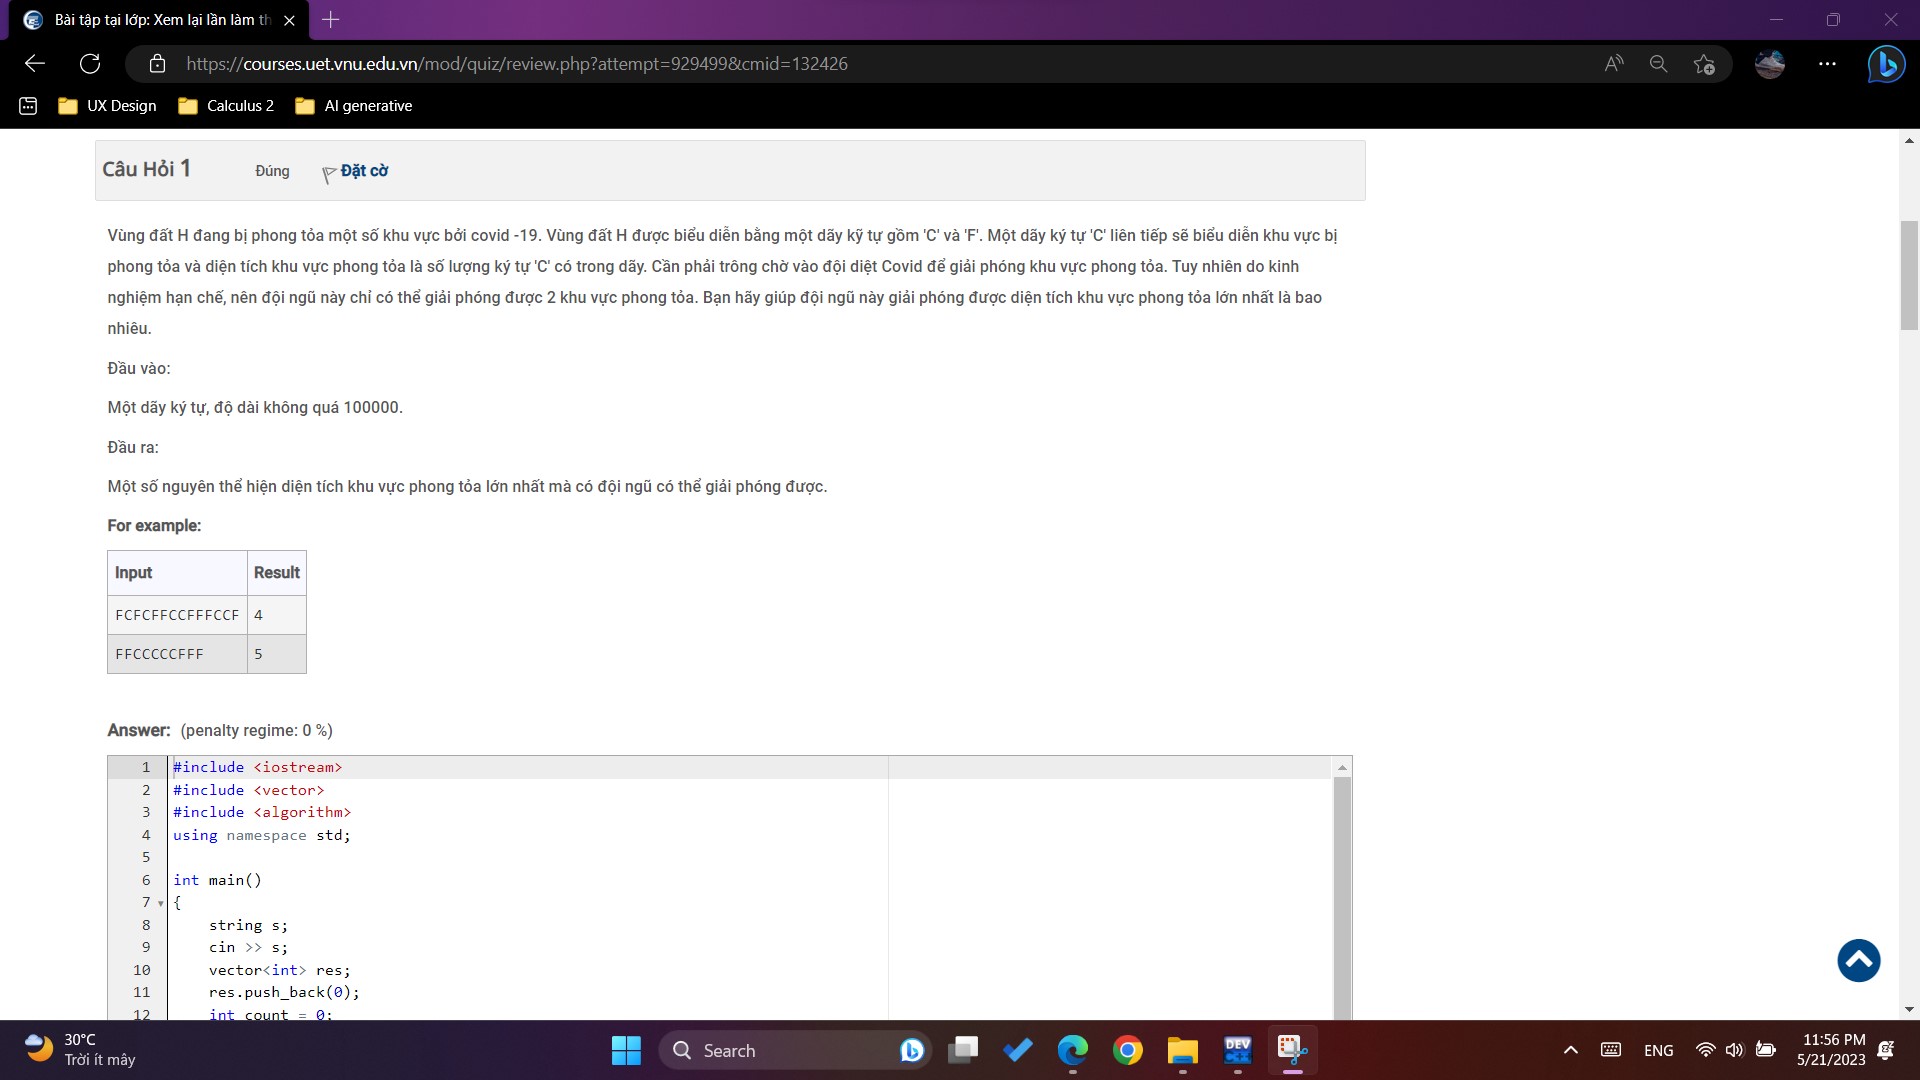 Bài tập tại lớp: Xem lại lần làm th
https://courses.uet.vnu.edu.vn/mod/quiz/review.php?attempt=929499&cmid=132426
UX Design
Calculus 2
AI generative
Câu Hỏi 1
Đúng
Đặt cờ
Vùng đất H đang bị phong tỏa một số khu vực bởi covid -19. Vùng đất H được biểu diễn bằng một dãy kỹ tự gồm 'C' và 'F'. Một dãy ký tự 'C' liên tiếp sẽ biểu diễn khu vực bị
phong tỏa và diện tích khu vực phong tỏa là số lượng ký tự 'C' có trong dãy. Cần phải trông chờ vào đội diệt Covid để giải phóng khu vực phong tỏa. Tuy nhiên do kinh
nghiệm hạn chế, nên đội ngũ này chỉ có thể giải phóng được 2 khu vực phong tỏa. Bạn hãy giúp đội ngũ này giải phóng được diện tích khu vực phong tỏa lớn nhất là bao
nhiêu.
Đầu vào:
Một dãy ký tự, độ dài không quá 100000.
Đầu ra:
Một số nguyên thể hiện diện tích khu vực phong tỏa lớn nhất mà có đội ngũ có thể giải phóng được.
For example:
Input Result
FCFCFFCCFFFCCF 4
FFCCCCCFFF 5
Answer: (penalty regime: 0 %)
1 #include <iostream>
2 #include <vector>
3 #include <algorithm>
4 using namespace std;
5
6 int main()
7 {
8 string s;
9 cin >> s;
10 vector<int> res;
11 res.push_back(0);
12 int count = 0;
30°C
Trời ít mây
Search
DEV
ENG
11:56 PM
5/21/2023